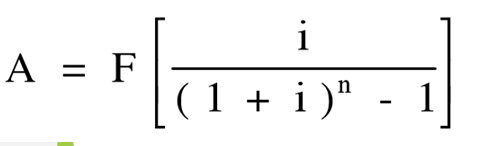 A = F [ i / ( 1 + i )ⁿ - 1 ]